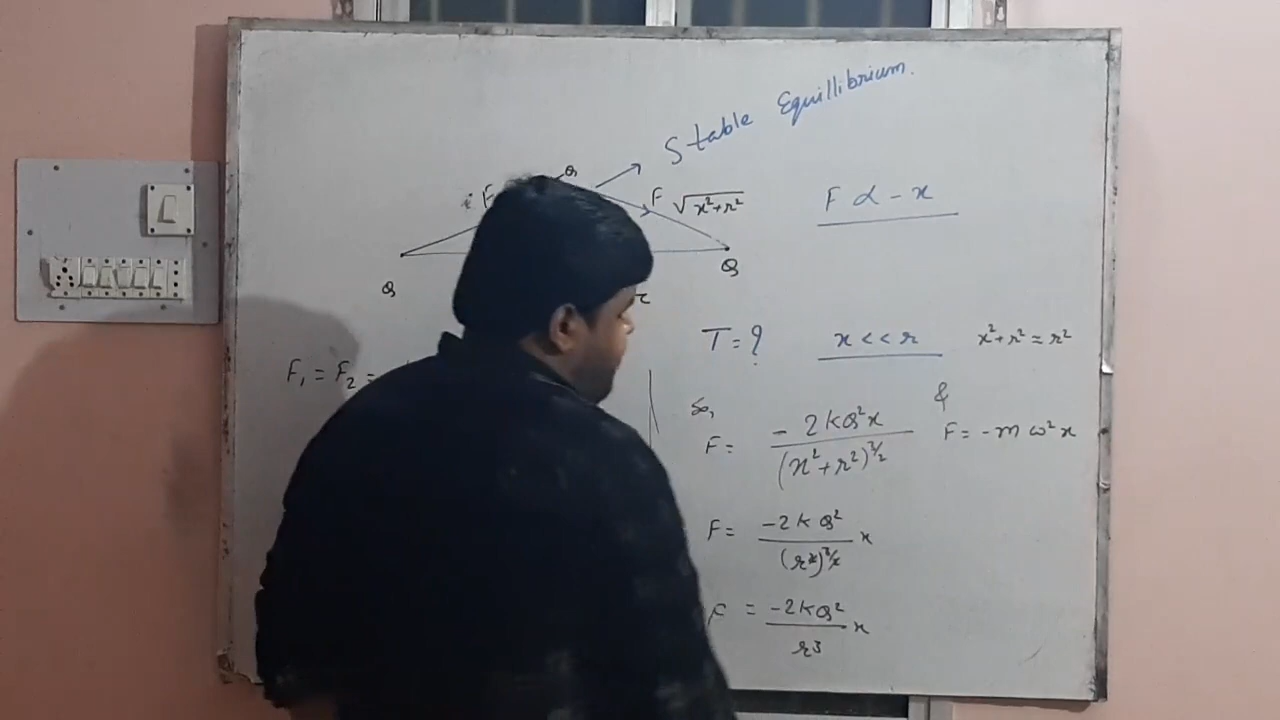 Stable Equillibrium.
Q
F
F √x²+r²
F ∝ - x
Q
Q
r
T = ?
x << r
x²+r² = r²
F₁ = F₂ =
So,
&
F = - 2KQ²x / (x²+r²)^3/2
F = -mω²x
F = -2KQ² / (r²)^3/2 x
F = -2KQ² / r³ x